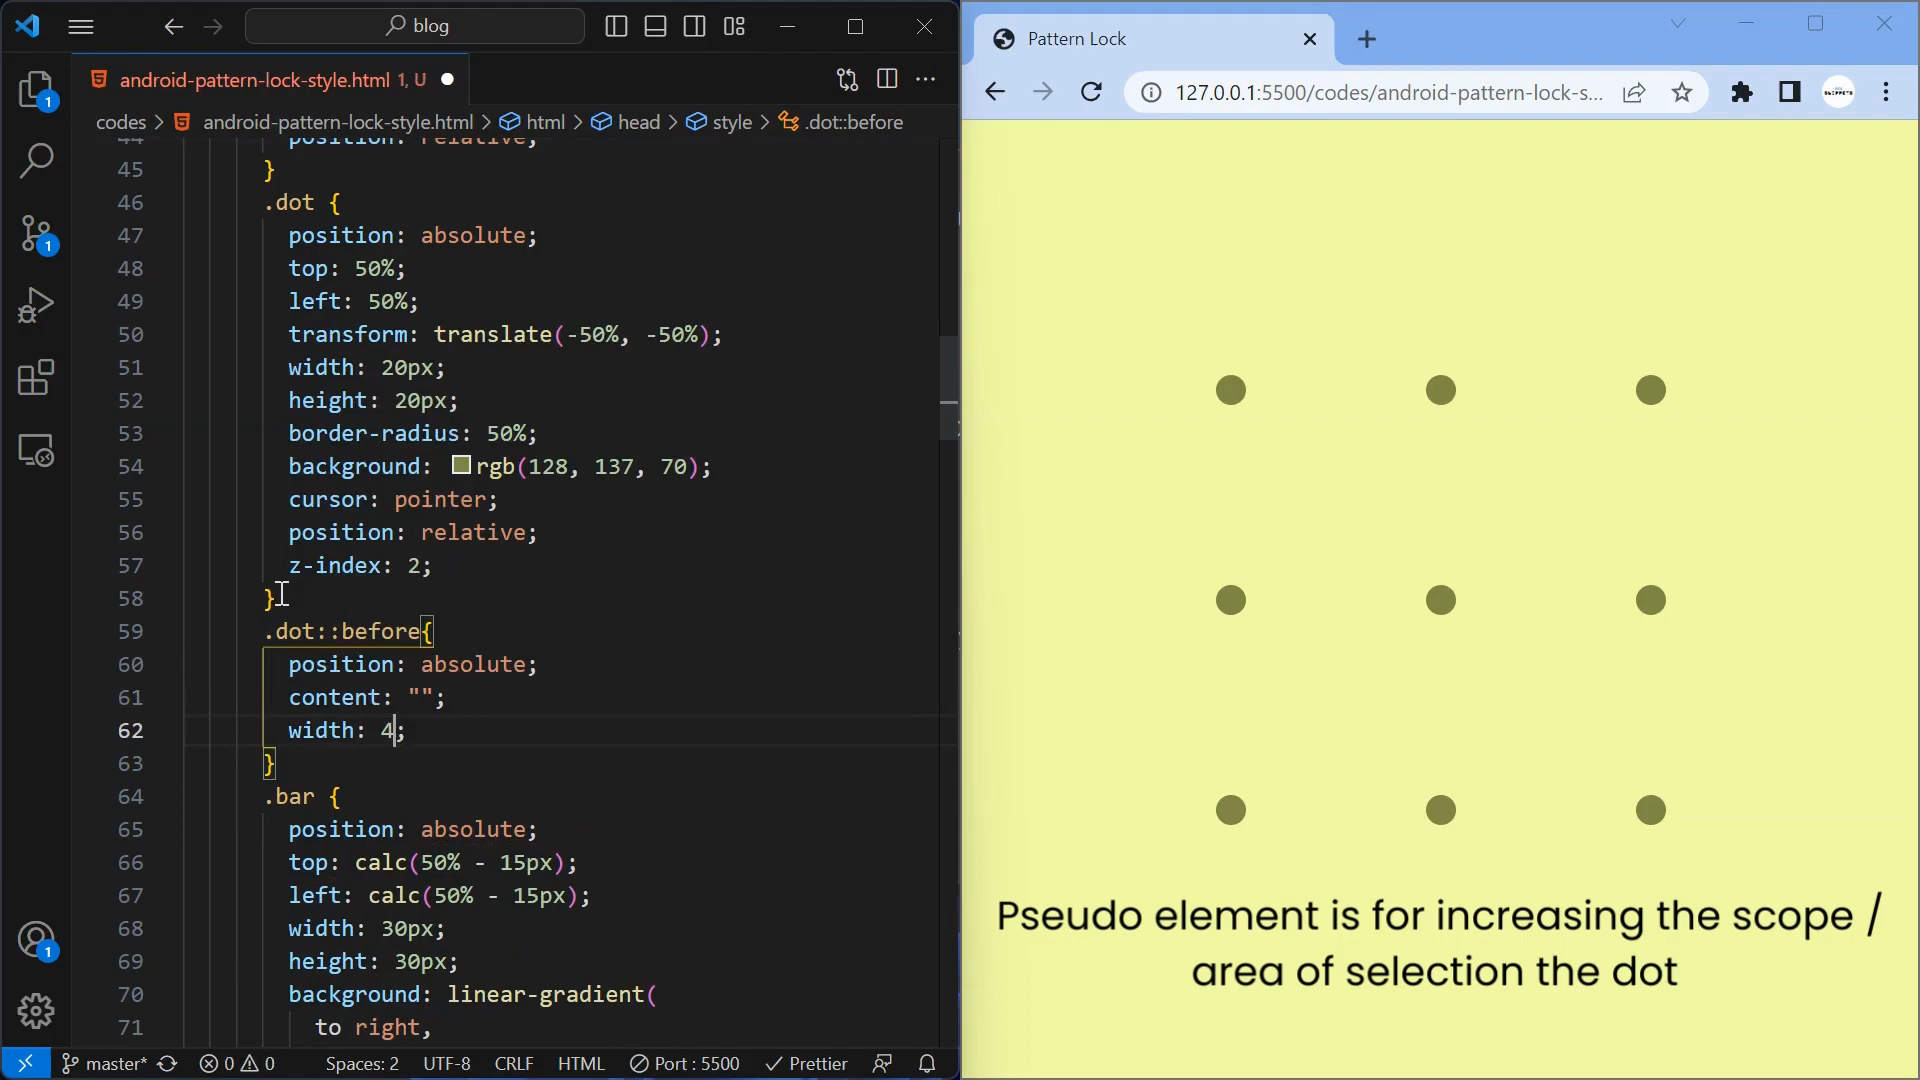 blog
android-pattern-lock-style.html 1, U
codes > android-pattern-lock-style.html > html > head > style > .dot::before
44 position: relative;
45 }
46 .dot {
47 position: absolute;
48 top: 50%;
49 left: 50%;
50 transform: translate(-50%, -50%);
51 width: 20px;
52 height: 20px;
53 border-radius: 50%;
54 background: rgb(128, 137, 70);
55 cursor: pointer;
56 position: relative;
57 z-index: 2;
58 }
59 .dot::before{
60 position: absolute;
61 content: "";
62 width: 4;
63 }
64 .bar {
65 position: absolute;
66 top: calc(50% - 15px);
67 left: calc(50% - 15px);
68 width: 30px;
69 height: 30px;
70 background: linear-gradient(
71 to right,
1
1
1
master* 0 0 Spaces: 2 UTF-8 CRLF HTML Port : 5500 Prettier
Pattern Lock
127.0.0.1:5500/codes/android-pattern-lock-s...
Pseudo element is for increasing the scope /
area of selection the dot